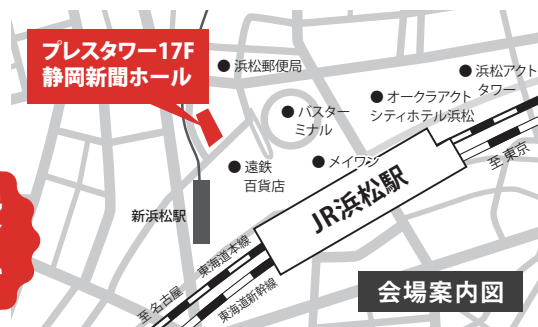 プレスタワー17F
静岡新聞ホール
● 浜松郵便局
● 浜松アクト
タワー
● オークラアクト
シティホテル浜松
● バスター
ミナル
● メイワン
● 遠鉄
百貨店
JR浜松駅
至 東京
新浜松駅
東海道本線
至 名古屋
東海道新幹線
会場案内図